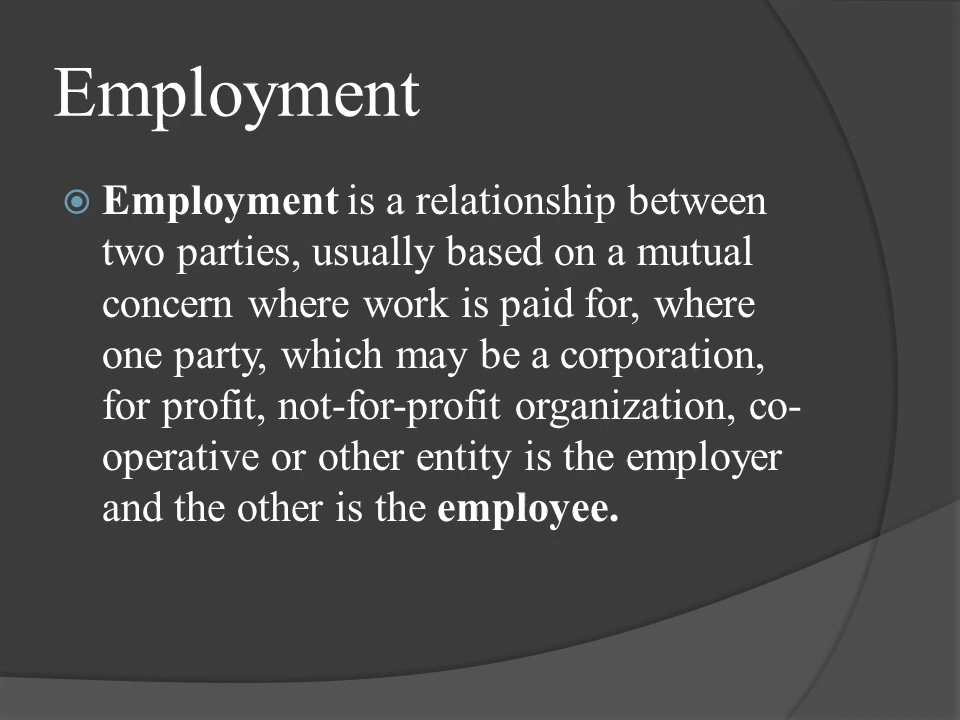 Employment
Employment is a relationship between
two parties, usually based on a mutual
concern where work is paid for, where
one party, which may be a corporation,
for profit, not-for-profit organization, co-
operative or other entity is the employer
and the other is the employee.